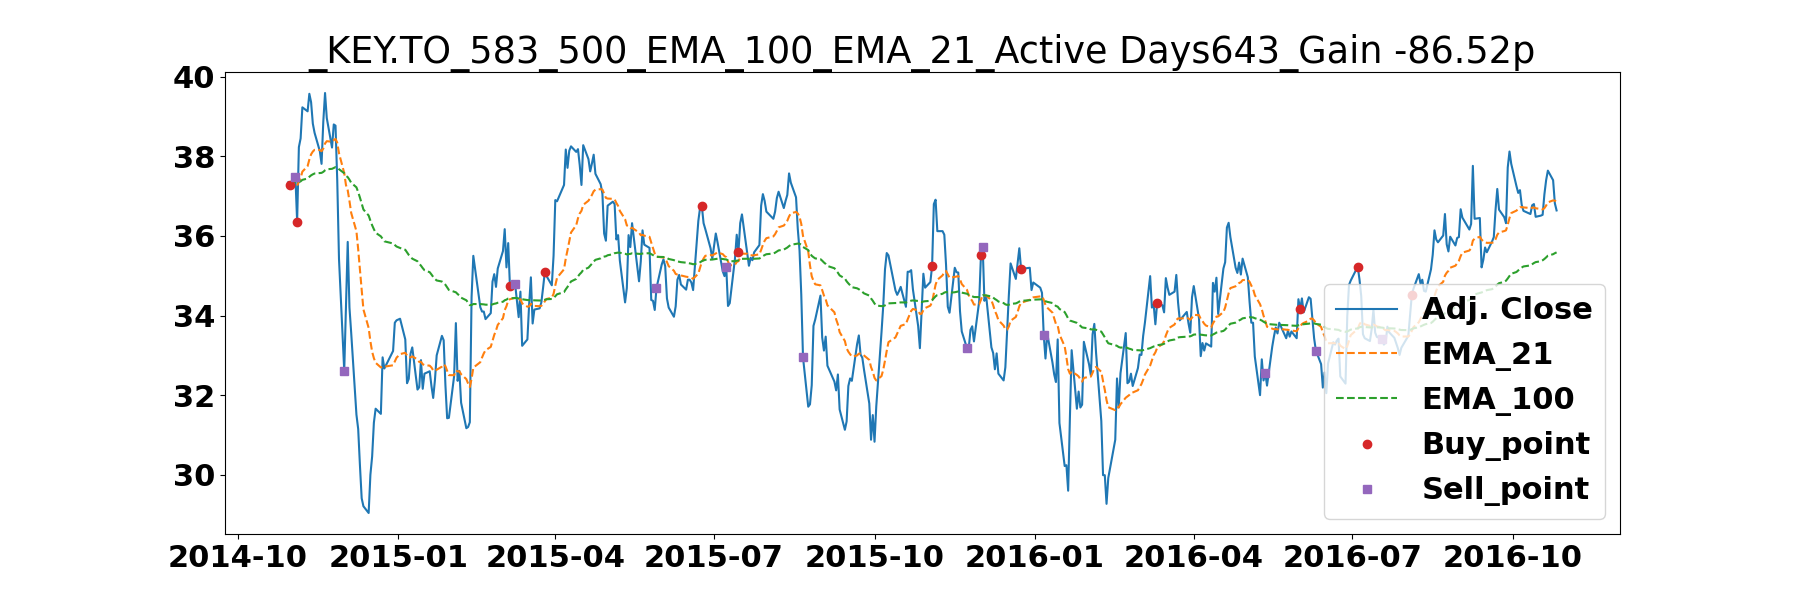 _KEY.TO_583_500_EMA_100_EMA_21_Active Days643_Gain -86.52p
40
38
36
34
32
30
Adj. Close
EMA_21
EMA_100
Buy_point
Sell_point
2014-10 2015-01 2015-04 2015-07 2015-10 2016-01 2016-04 2016-07 2016-10